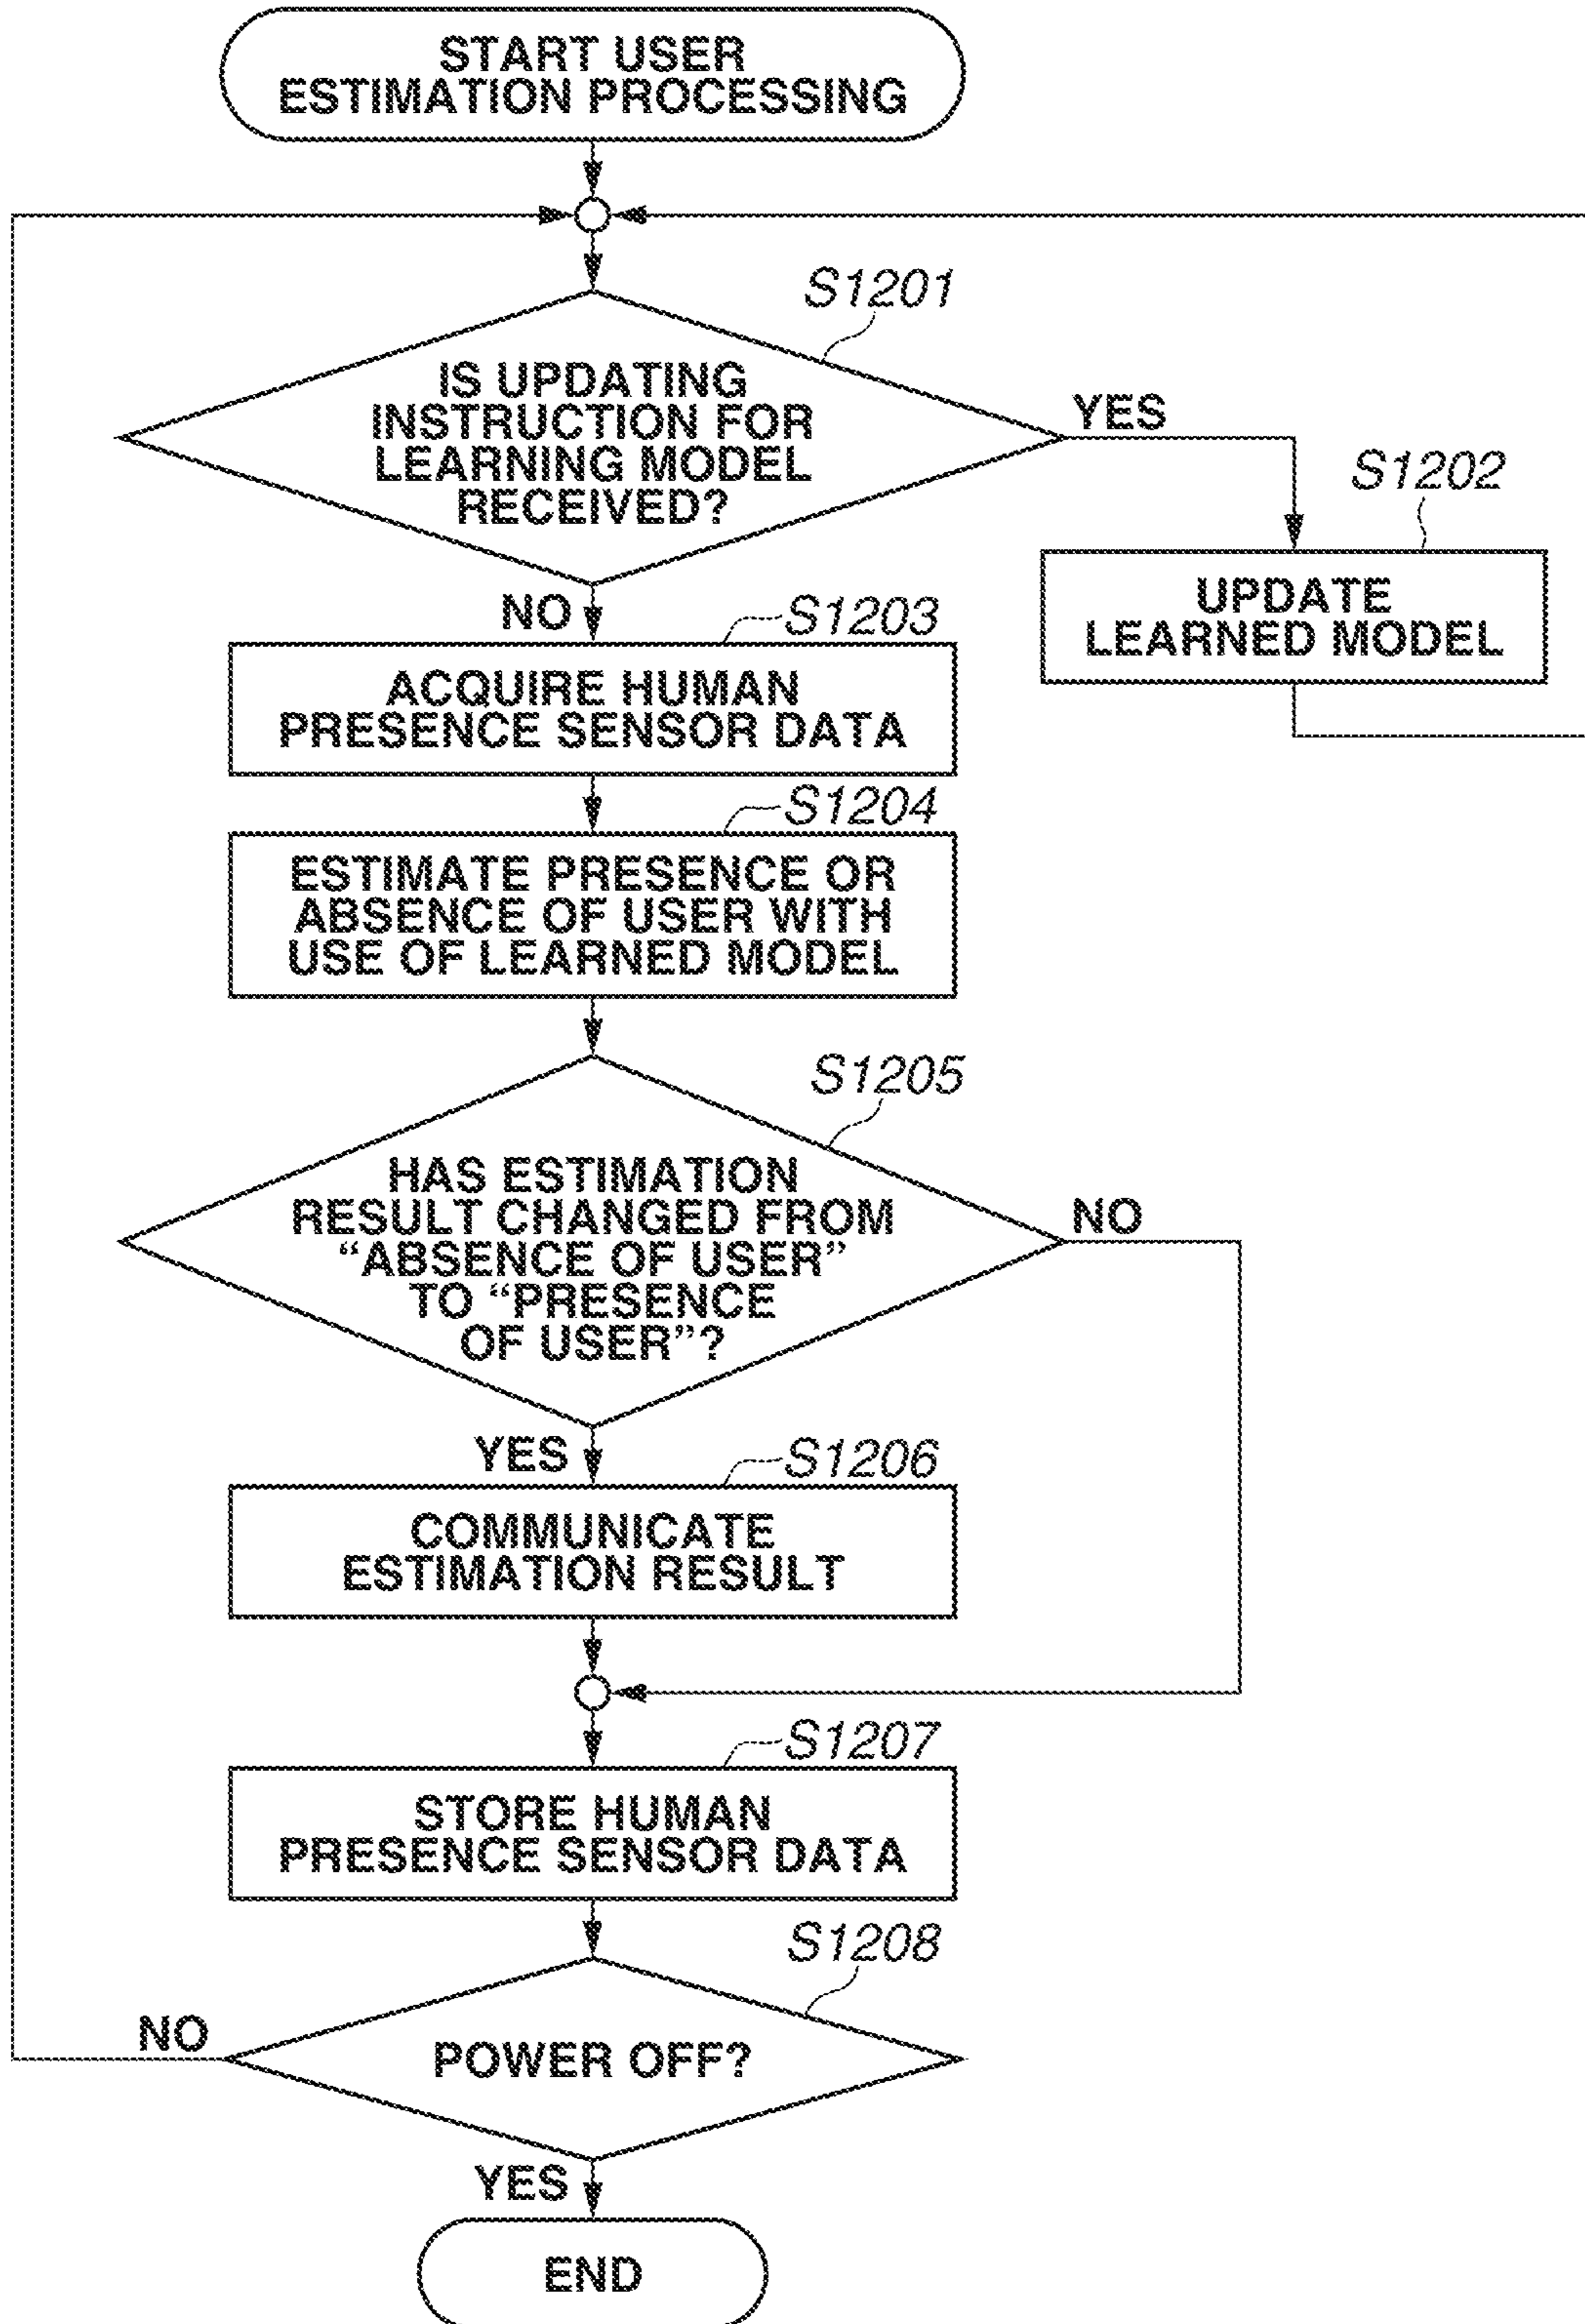 START USER
ESTIMATION PROCESSING
S1201
IS UPDATING
INSTRUCTION FOR
LEARNING MODEL
RECEIVED?
YES
S1202
UPDATE
LEARNED MODEL
NO
S1203
ACQUIRE HUMAN
PRESENCE SENSOR DATA
S1204
ESTIMATE PRESENCE OR
ABSENCE OF USER WITH
USE OF LEARNED MODEL
S1205
HAS ESTIMATION
RESULT CHANGED FROM
“ABSENCE OF USER”
TO “PRESENCE
OF USER”?
NO
YES
S1206
COMMUNICATE
ESTIMATION RESULT
S1207
STORE HUMAN
PRESENCE SENSOR DATA
S1208
NO
POWER OFF?
YES
END